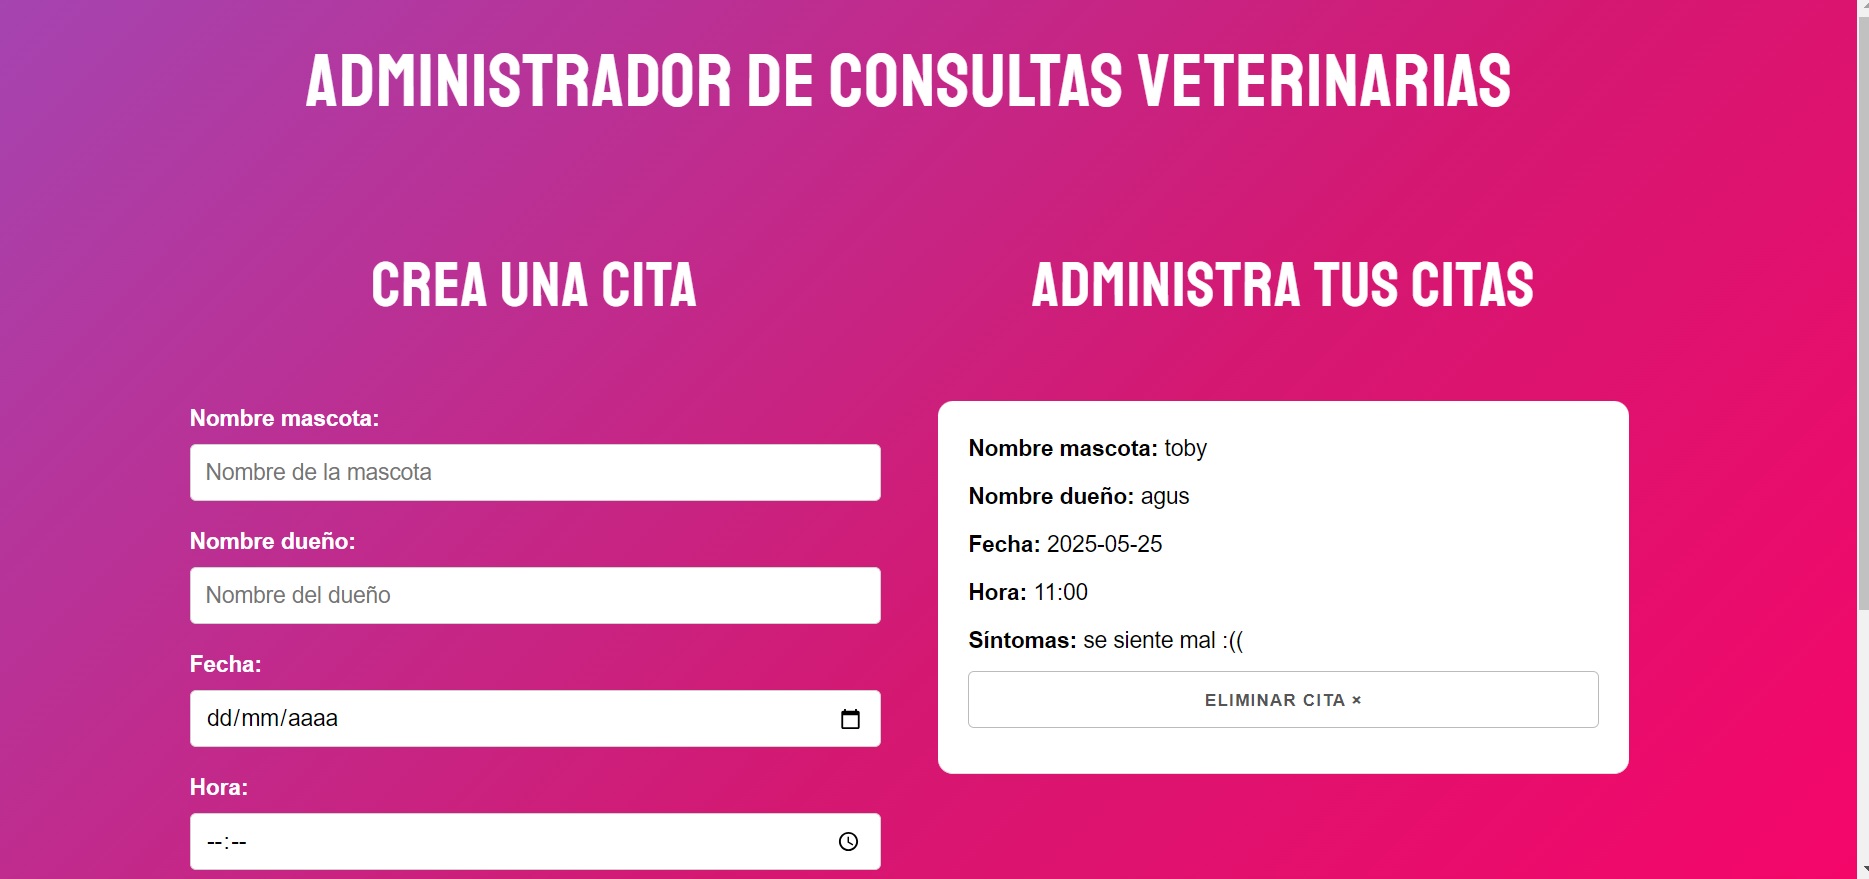 ADMINISTRADOR DE CONSULTAS VETERINARIAS
CREA UNA CITA
Nombre mascota:
Nombre de la mascota
Nombre dueño:
Nombre del dueño
Fecha:
dd/mm/aaaa
Hora:
--:--
ADMINISTRA TUS CITAS
Nombre mascota: toby
Nombre dueño: agus
Fecha: 2025-05-25
Hora: 11:00
Síntomas: se siente mal :((
ELIMINAR CITA ×